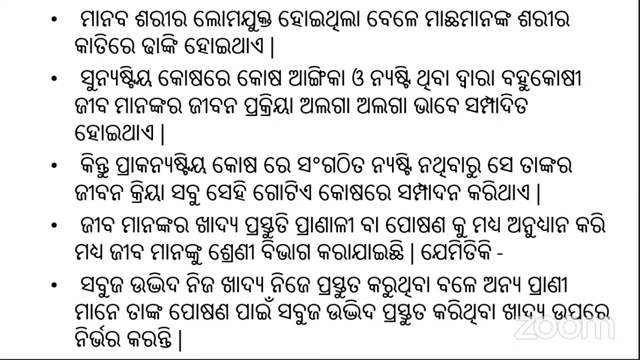 • ମାନବ ଶରୀର ଲୋମଯୁକ୍ତ ହୋଇଥିଲା ବେଳେ ମାଛମାନଙ୍କ ଶରୀର
କାତିରେ ଢାଙ୍କି ହୋଇଥାଏ |
• ସୁନ୍ୟଷ୍ଟିୟ କୋଷରେ କୋଷ ଆଙ୍ଗିକା ଓ ନ୍ୟଷ୍ଟି ଥିବା ଦ୍ୱାରା ବହୁକୋଷୀ
ଜୀବ ମାନଙ୍କର ଜୀବନ ପ୍ରକ୍ରିୟା ଅଲଗା ଅଲଗା ଭାବେ ସମ୍ପାଦିତ
ହୋଇଥାଏ |
• କିନ୍ତୁ ପ୍ରାକନ୍ୟଷ୍ଟିୟ କୋଷ ରେ ସଂଗଠିତ ନ୍ୟଷ୍ଟି ନଥିବାରୁ ସେ ତାଙ୍କର
ଜୀବନ କ୍ରିୟା ସବୁ ସେହି ଗୋଟିଏ କୋଷରେ ସମ୍ପାଦନ କରିଥାଏ |
• ଜୀବ ମାନଙ୍କର ଖାଦ୍ୟ ପ୍ରସ୍ତୁତି ପ୍ରାଣାଳୀ ବା ପୋଷଣ କୁ ମଧ୍ୟ ଅନୁଧ୍ୟାନ କରି
ମଧ୍ୟ ଜୀବ ମାନଙ୍କୁ ଶ୍ରେଣୀ ବିଭାଗ କରାଯାଇଛି | ଯେମିତିକି -
• ସବୁଜ ଉଦ୍ଭିଦ ନିଜ ଖାଦ୍ୟ ନିଜେ ପ୍ରସ୍ତୁତ କରୁଥିବା ବଳେ ଅନ୍ୟ ପ୍ରାଣୀ
ମାନେ ତାଙ୍କ ପୋଷଣ ପାଇଁ ସବୁଜ ଉଦ୍ଭିଦ ପ୍ରସ୍ତୁତ କରିଥିବା ଖାଦ୍ୟ ଉପରେ
ନିର୍ଭର କରନ୍ତି |
zoom